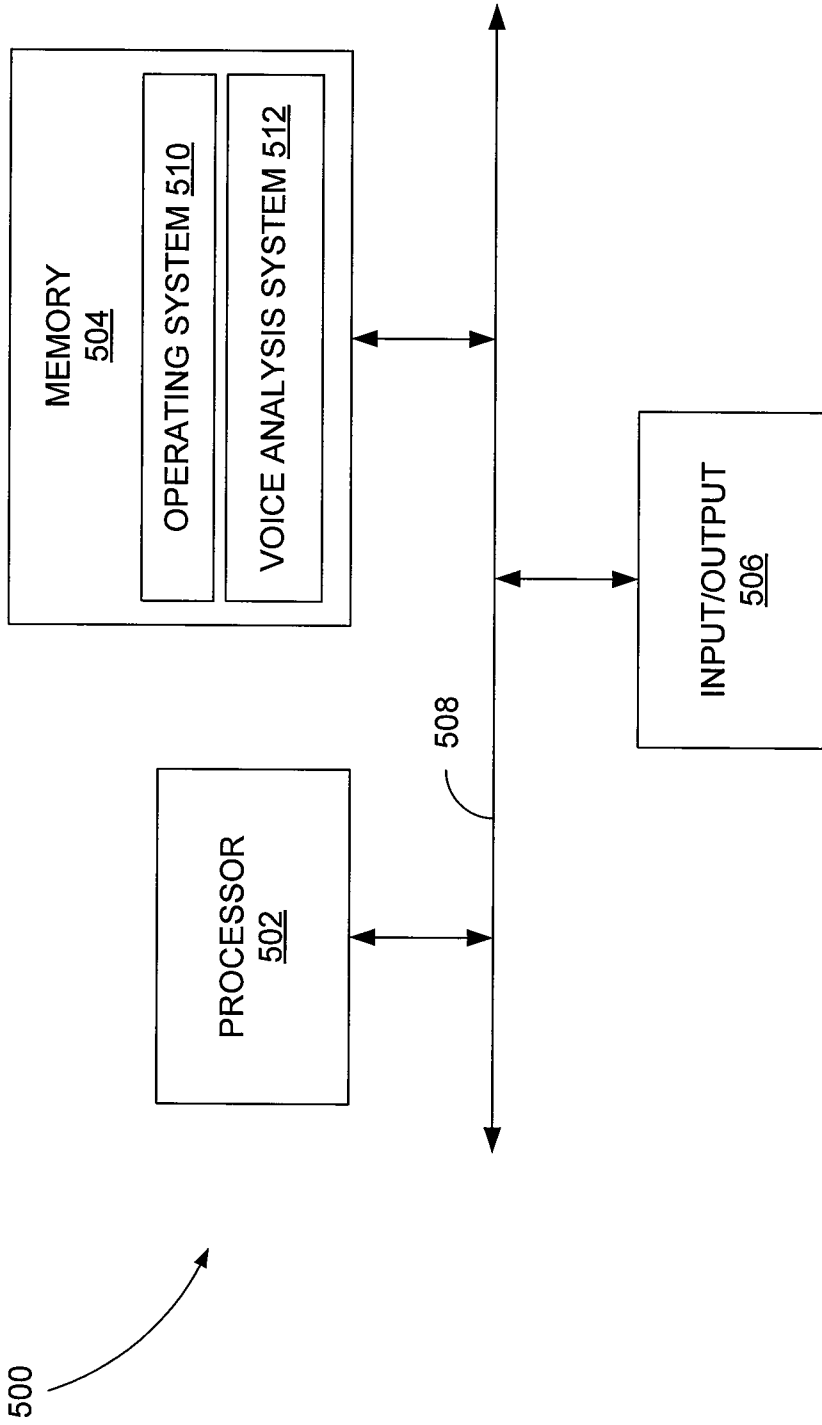 500
PROCESSOR
502
MEMORY
504
OPERATING SYSTEM 510
VOICE ANALYSIS SYSTEM 512
508
INPUT/OUTPUT
506